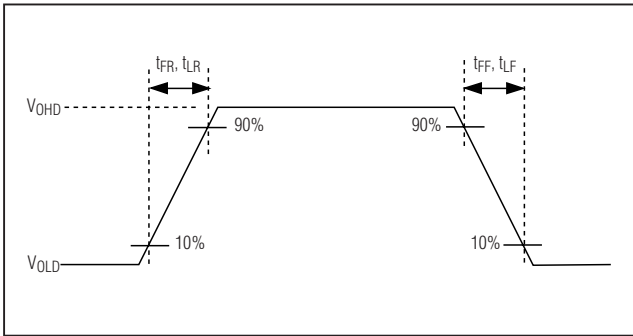 tFR, tLR
tFF, tLF
VOHD
90%
90%
10%
10%
VOLD